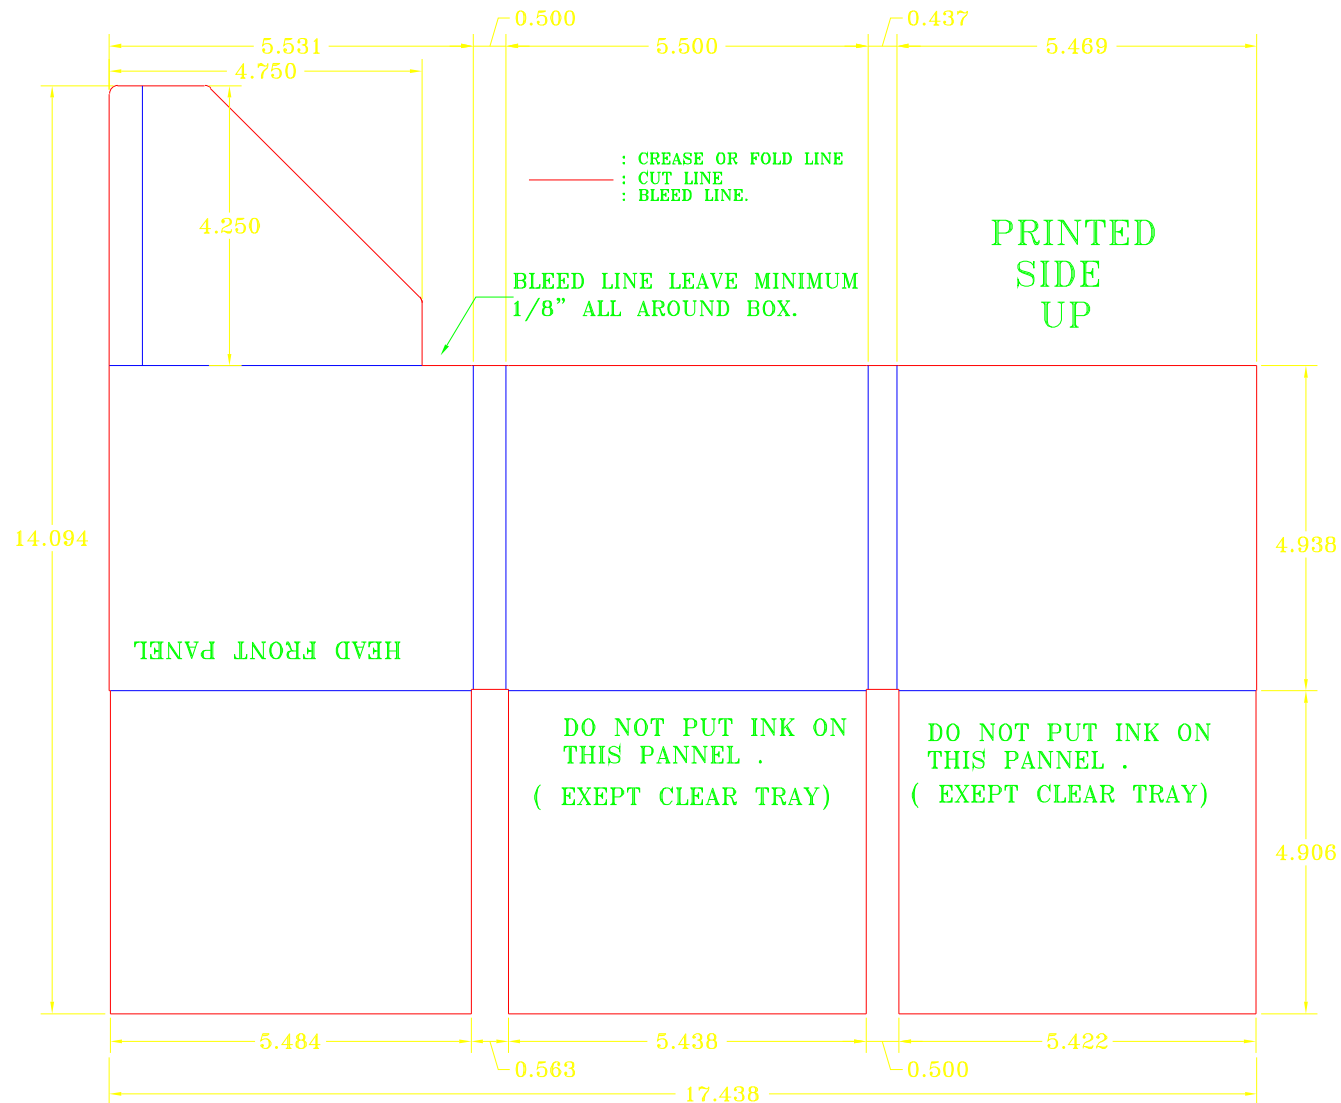 0.500
0.437
5.531
5.500
5.469
4.750
: CREASE OR FOLD LINE
: CUT LINE
: BLEED LINE.
4.250
PRINTED
SIDE
UP
BLEED LINE LEAVE MINIMUM
1/8" ALL AROUND BOX.
14.094
4.938
HEAD FRONT PANEL
DO NOT PUT INK ON
THIS PANNEL .
( EXEPT CLEAR TRAY)
DO NOT PUT INK ON
THIS PANNEL .
( EXEPT CLEAR TRAY)
4.906
5.484
5.438
5.422
0.563
0.500
17.438